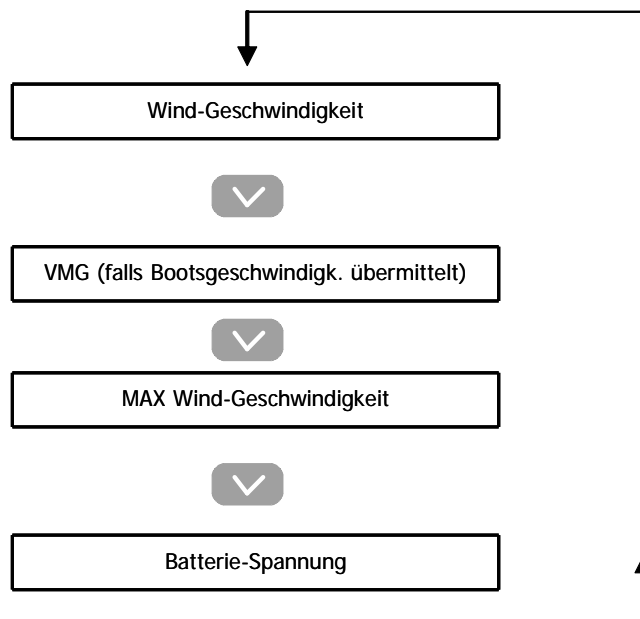 Wind-Geschwindigkeit
VMG (falls Bootsgeschwindigk. übermittelt)
MAX Wind-Geschwindigkeit
Batterie-Spannung